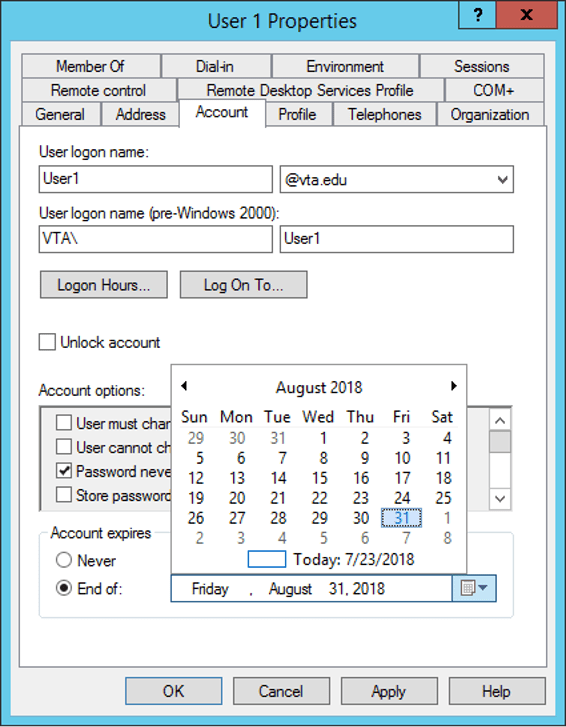 User 1 Properties
? x
Member Of Dial-in Environment Sessions
Remote control Remote Desktop Services Profile COM+
General Address Account Profile Telephones Organization
User logon name:
User1 @vta.edu
User logon name (pre-Windows 2000):
VTA\ User1
Logon Hours... Log On To...
Unlock account
Account options:
User must chan
User cannot ch
Password neve
Store password
August 2018
Sun Mon Tue Wed Thu Fri Sat
29 30 31 1 2 3 4
5 6 7 8 9 10 11
12 13 14 15 16 17 18
19 20 21 22 23 24 25
26 27 28 29 30 31 1
2 3 4 5 6 7 8
Today: 7/23/2018
Account expires
Never
End of: Friday , August 31, 2018
OK Cancel Apply Help